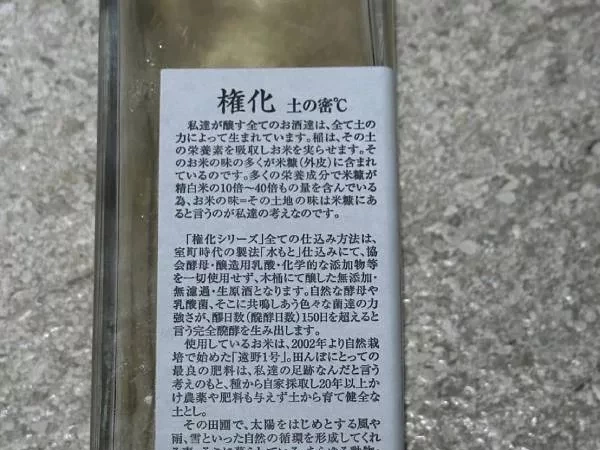 権化 土の密℃
私達が醸す全てのお酒達は、全て土の
力によって生まれています。稲は、その土
の栄養素を吸収しお米を実らせます。そ
のお米の味の多くが米糠(外皮)に含まれ
ているのです。多くの栄養成分で米糠が
精白米の10倍〜40倍もの量を含んでいる
為、お米の味=その土地の味は米糠にあ
ると言うのが私達の考えなのです。
「権化シリーズ」全ての仕込み方法は、
室町時代の製法「水もと」仕込みにて、協
会酵母・醸造用乳酸・化学的な添加物等
を一切使用せず、木桶にて醸した無添加・
無濾過・生原酒となります。自然な酵母や
乳酸菌、そこに共鳴しあう色々な菌達の力
強さが、醪日数(醗酵日数)150日を超えると
言う完全醗酵を生み出します。
使用しているお米は、2002年より自然栽
培で始めた「遠野1号」。田んぼにとっての
最良の肥料は、私達の足跡なんだと言う
考えのもと、種から自家採取し20年以上か
け農薬や肥料も与えず土から育て健全な
土とし。
その田圃で、太陽をはじめとする風や
雨、雪といった自然の循環を形成してくれ